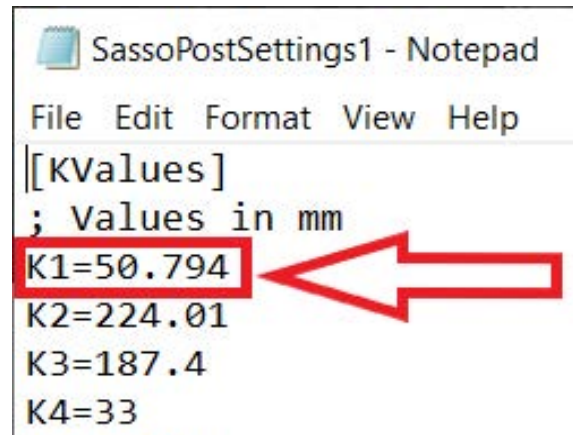 SassoPostSettings1 - Notepad
File Edit Format View Help
[KValues]
; Values in mm
K1=50.794
K2=224.01
K3=187.4
K4=33